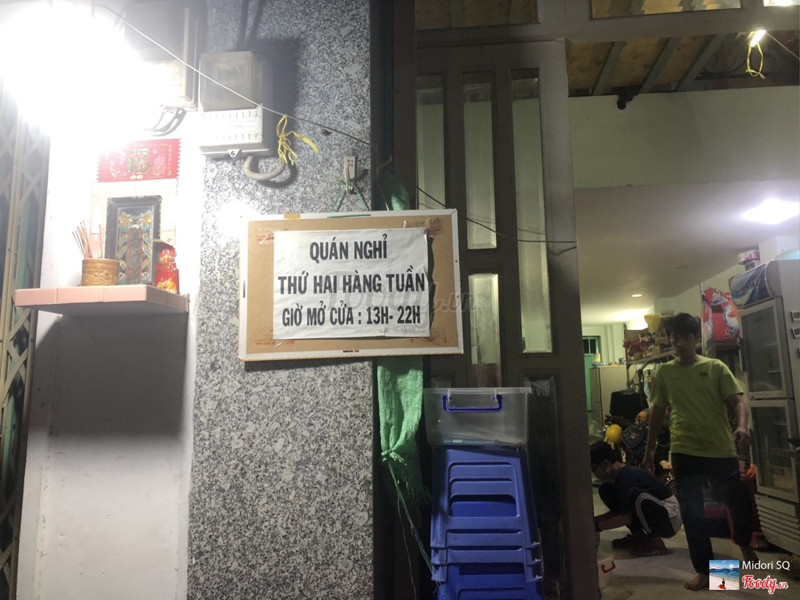 QUÁN NGHỈ
THỨ HAI HÀNG TUẦN
GIỜ MỞ CỬA : 13H- 22H
Midori SQ
Foody.vn